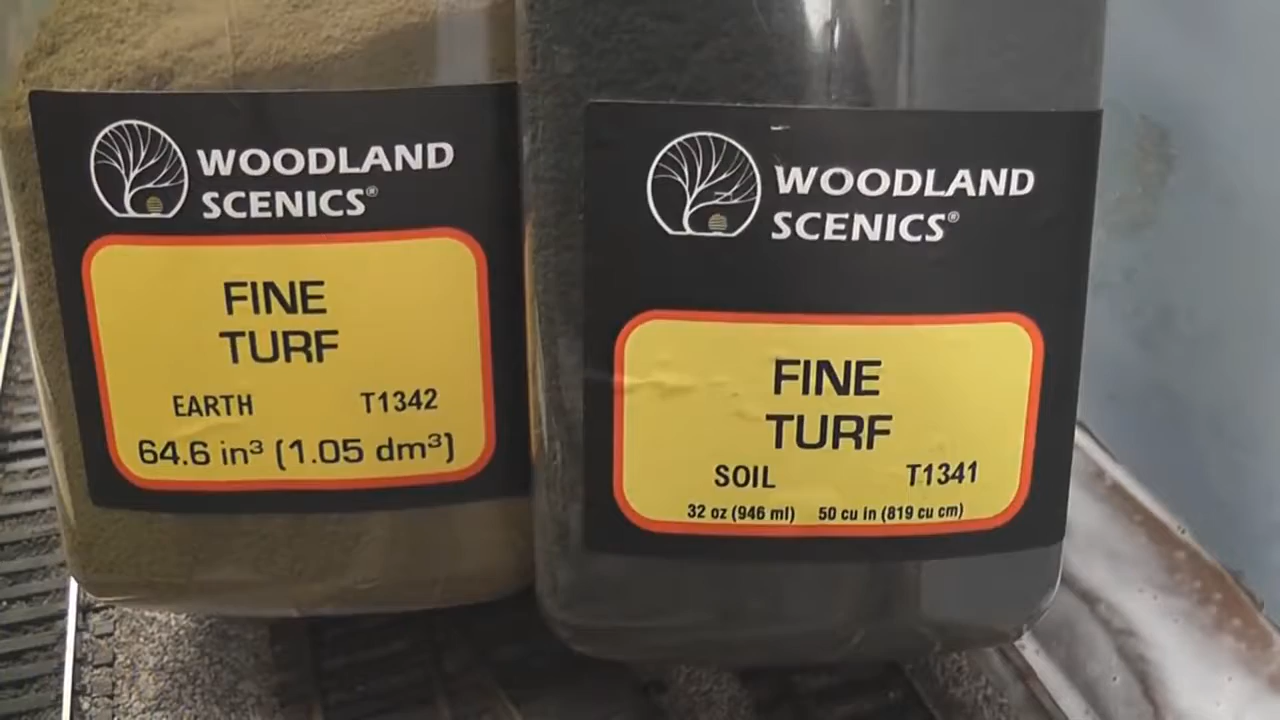 WOODLAND
SCENICS®
FINE
TURF
EARTH T1342
64.6 in³ (1.05 dm³)
WOODLAND
SCENICS®
FINE
TURF
SOIL T1341
32 oz (946 ml) 50 cu in (819 cu cm)